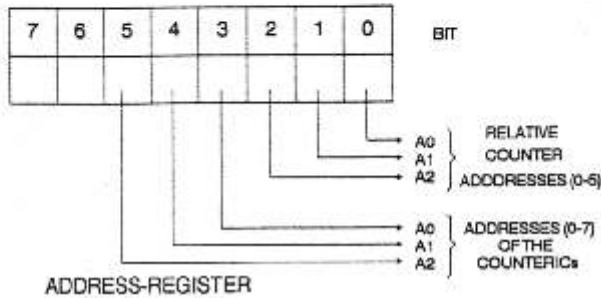 7 6 5 4 3 2 1 0 BIT
A0 RELATIVE
A1 COUNTER
A2 ADDDRESSES (0-5)
A0 ADDRESSES (0-7)
A1 OF THE
A2 COUNTERICs
ADDRESS-REGISTER